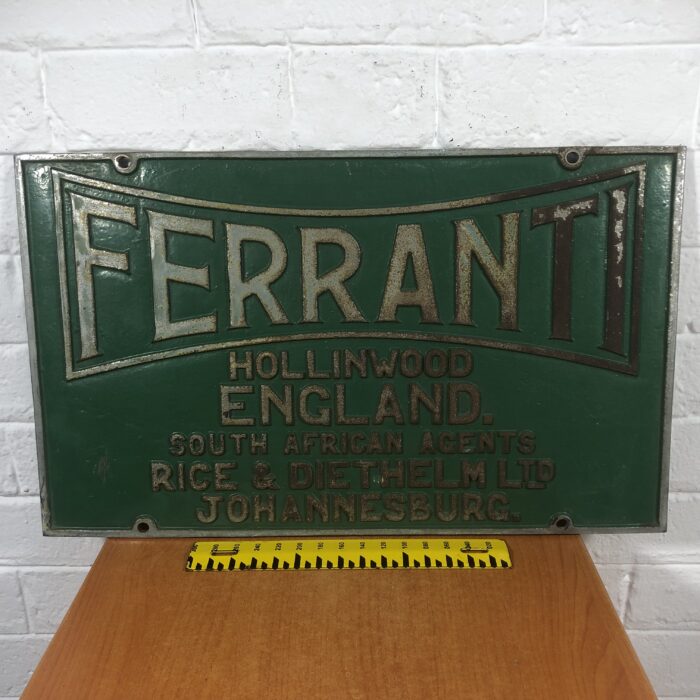 FERRANTI
HOLLINWOOD
ENGLAND.
SOUTH AFRICAN AGENTS
RICE & DIETHELM LTD
JOHANNESBURG.